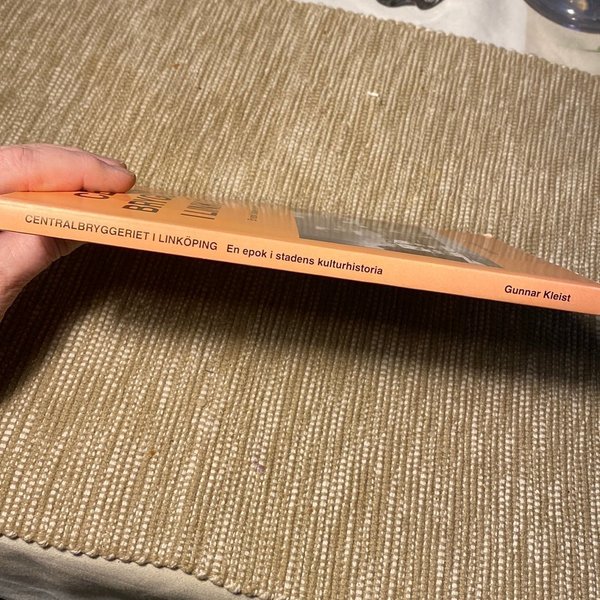 CENTRALBRYGGERIET I LINKÖPING En epok i stadens kulturhistoria Gunnar Kleist